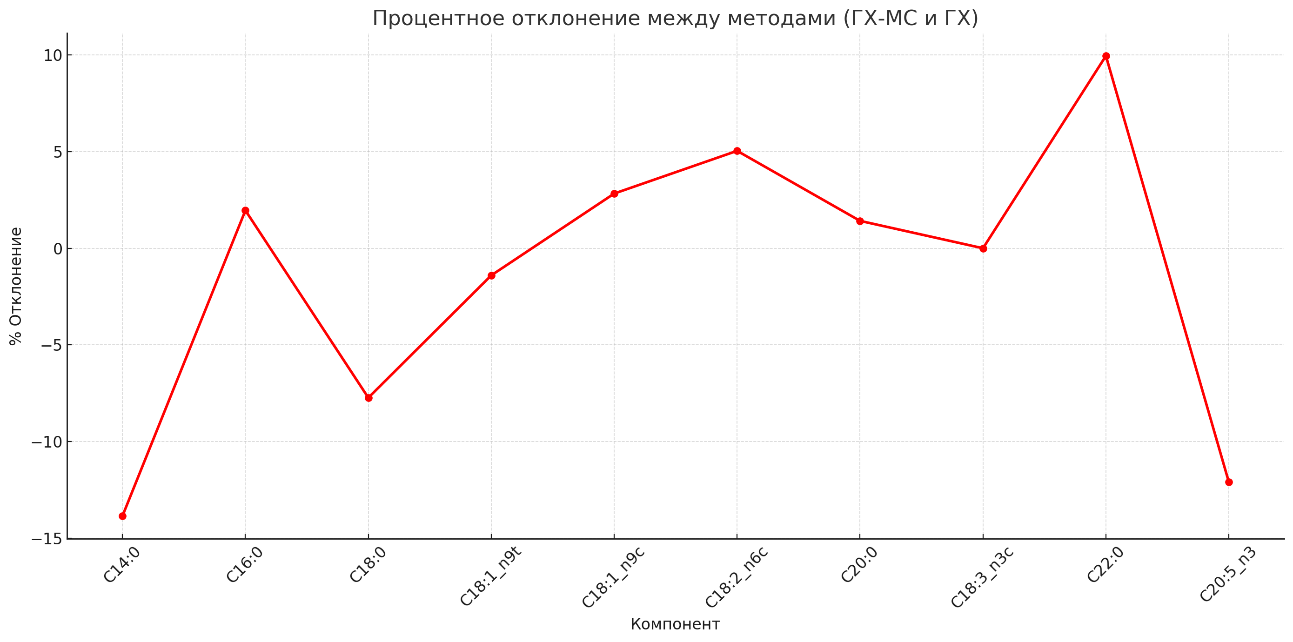 Процентное отклонение между методами (ГХ-МС и ГХ)
% Отклонение
10
5
0
−5
−10
−15
C14:0
C16:0
C18:0
C18:1_n9t
C18:1_n9c
C18:2_n6c
C20:0
C18:3_n3c
C22:0
C20:5_n3
Компонент